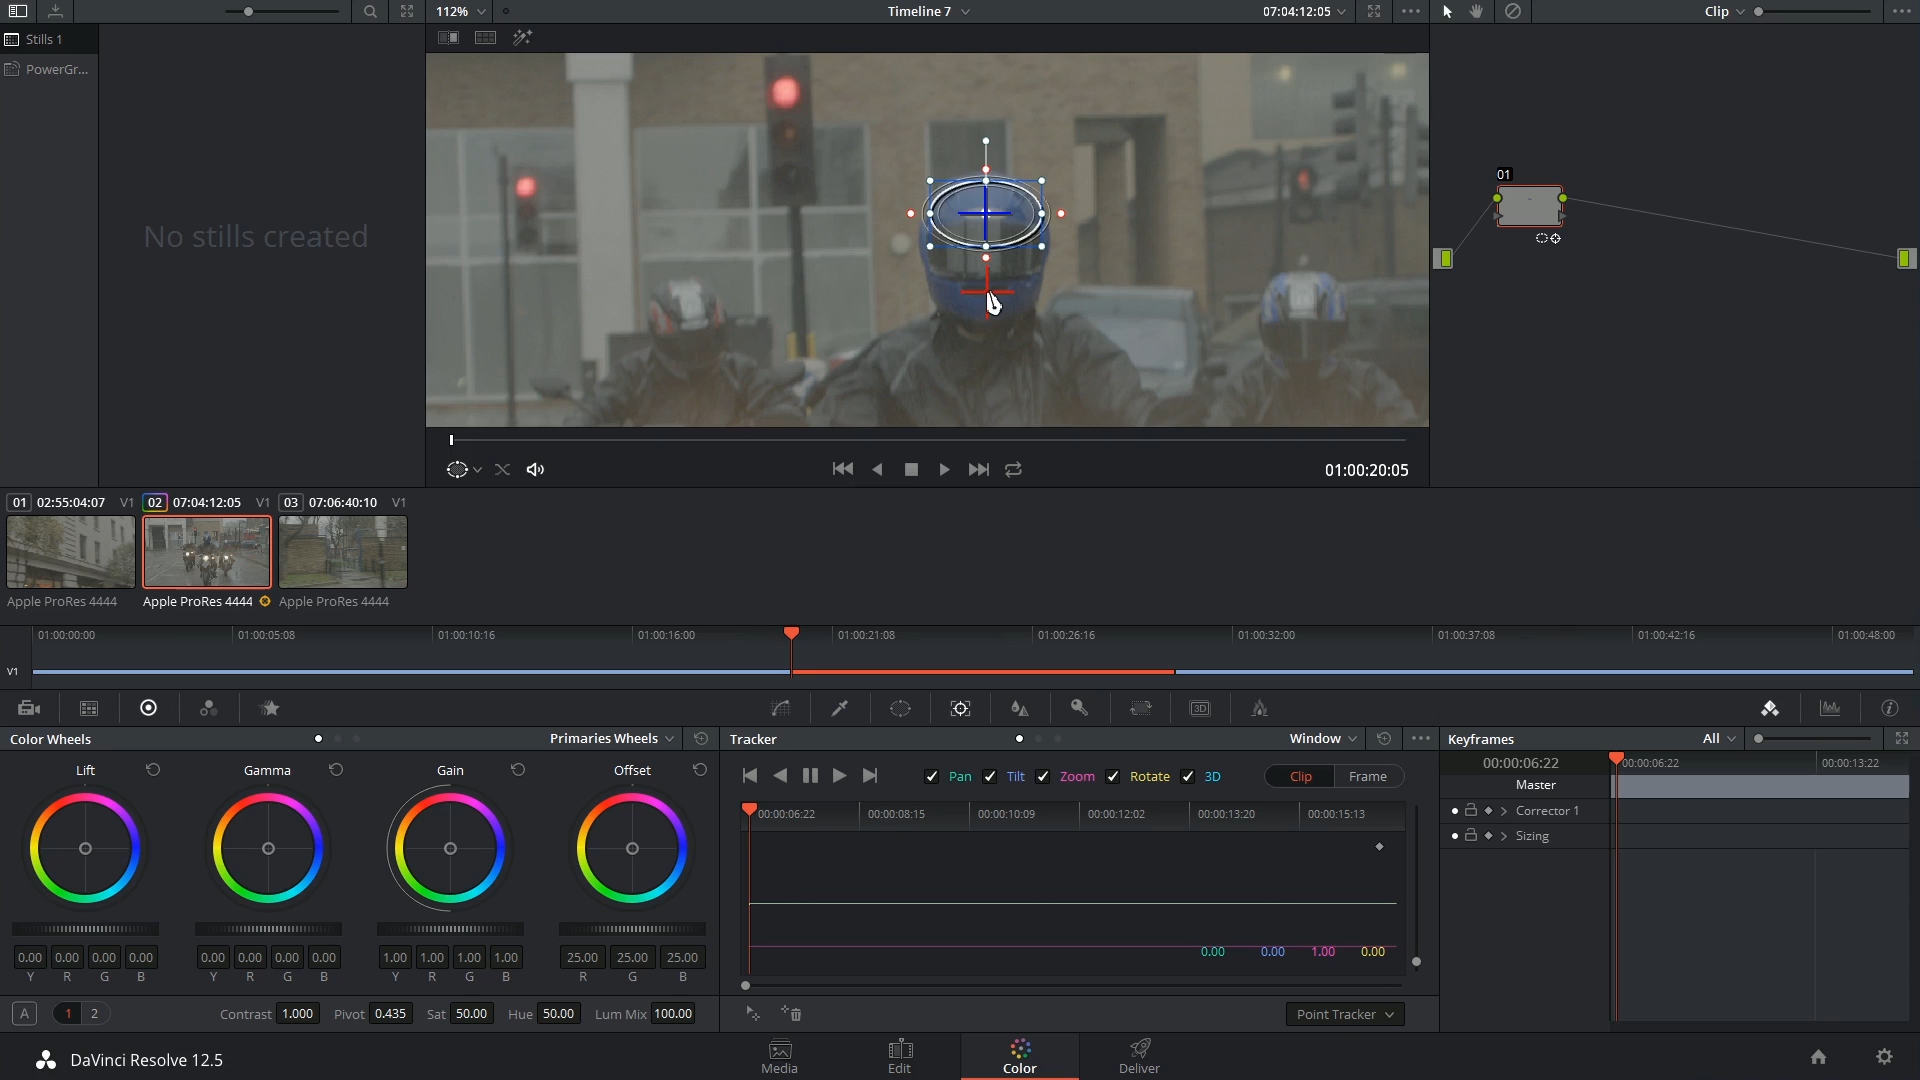 112%
Timeline 7
07:04:12:05
Clip
Stills 1
PowerGr...
No stills created
01
01:00:20:05
01 02:55:04:07 V1
02 07:04:12:05 V1
03 07:06:40:10 V1
Apple ProRes 4444
Apple ProRes 4444
Apple ProRes 4444
01:00:00:00
01:00:05:08
01:00:10:16
01:00:16:00
01:00:21:08
01:00:26:16
01:00:32:00
01:00:37:08
01:00:42:16
01:00:48:00
V1
3D
Color Wheels
Primaries Wheels
Tracker
Window
Keyframes
All
Lift
Gamma
Gain
Offset
Pan
Tilt
Zoom
Rotate
3D
Clip
Frame
00:00:06:22
00:00:06:22
00:00:13:22
Master
Corrector 1
Sizing
00:00:06:22
00:00:08:15
00:00:10:09
00:00:12:02
00:00:13:20
00:00:15:13
0.00 0.00 1.00 0.00
0.00 0.00 0.00 0.00
Y R G B
0.00 0.00 0.00 0.00
Y R G B
1.00 1.00 1.00 1.00
Y R G B
25.00 25.00 25.00
R G B
A
1 2
Contrast 1.000
Pivot 0.435
Sat 50.00
Hue 50.00
Lum Mix 100.00
Point Tracker
DaVinci Resolve 12.5
Media
Edit
Color
Deliver